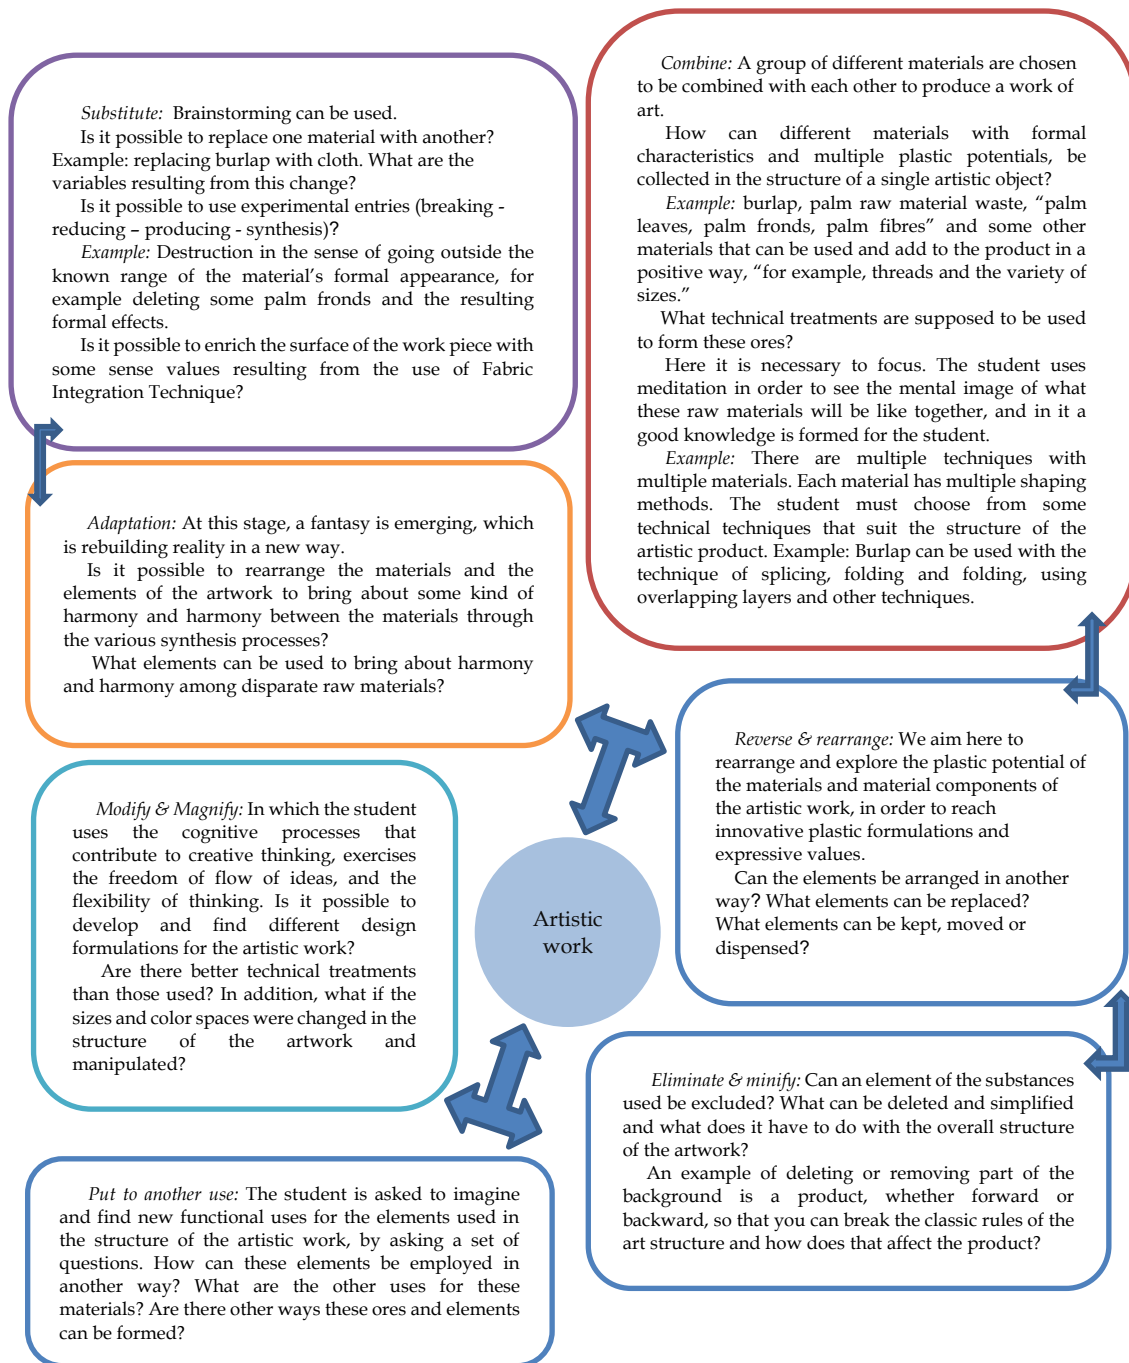 Substitute: Brainstorming can be used.
Is it possible to replace one material with another?
Example: replacing burlap with cloth. What are the
variables resulting from this change?
Is it possible to use experimental entries (breaking -
reducing – producing - synthesis)?
Example: Destruction in the sense of going outside the
known range of the material's formal appearance, for
example deleting some palm fronds and the resulting
formal effects.
Is it possible to enrich the surface of the work piece with
some sense values resulting from the use of Fabric
Integration Technique?
Combine: A group of different materials are chosen
to be combined with each other to produce a work of
art.
How can different materials with formal
characteristics and multiple plastic potentials, be
collected in the structure of a single artistic object?
Example: burlap, palm raw material waste, “palm
leaves, palm fronds, palm fibres” and some other
materials that can be used and add to the product in a
positive way, “for example, threads and the variety of
sizes.”
What technical treatments are supposed to be used
to form these ores?
Here it is necessary to focus. The student uses
meditation in order to see the mental image of what
these raw materials will be like together, and in it a
good knowledge is formed for the student.
Example: There are multiple techniques with
multiple materials. Each material has multiple shaping
methods. The student must choose from some
technical techniques that suit the structure of the
artistic product. Example: Burlap can be used with the
technique of splicing, folding and folding, using
overlapping layers and other techniques.
Adaptation: At this stage, a fantasy is emerging, which
is rebuilding reality in a new way.
Is it possible to rearrange the materials and the
elements of the artwork to bring about some kind of
harmony and harmony between the materials through
the various synthesis processes?
What elements can be used to bring about harmony
and harmony among disparate raw materials?
Reverse & rearrange: We aim here to
rearrange and explore the plastic potential of
the materials and material components of
the artistic work, in order to reach
innovative plastic formulations and
expressive values.
Can the elements be arranged in another
way? What elements can be replaced?
What elements can be kept, moved or
dispensed?
Modify & Magnify: In which the student
uses the cognitive processes that
contribute to creative thinking, exercises
the freedom of flow of ideas, and the
flexibility of thinking. Is it possible to
develop and find different design
formulations for the artistic work?
Are there better technical treatments
than those used? In addition, what if the
sizes and color spaces were changed in the
structure of the artwork and
manipulated?
Artistic
work
Eliminate & minify: Can an element of the substances
used be excluded? What can be deleted and simplified
and what does it have to do with the overall structure
of the artwork?
An example of deleting or removing part of the
background is a product, whether forward or
backward, so that you can break the classic rules of the
art structure and how does that affect the product?
Put to another use: The student is asked to imagine
and find new functional uses for the elements used in
the structure of the artistic work, by asking a set of
questions. How can these elements be employed in
another way? What are the other uses for these
materials? Are there other ways these ores and elements
can be formed?